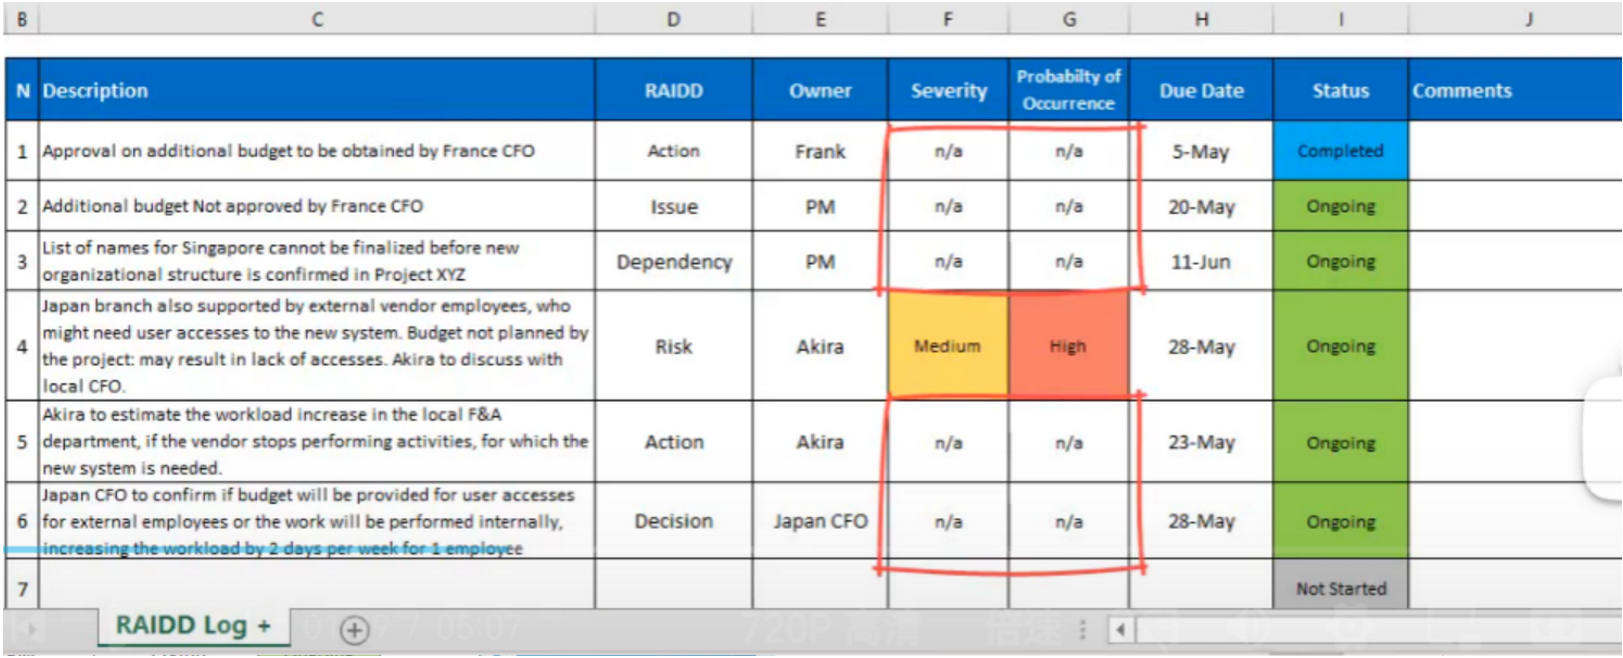 B C D E F G H I J
N Description RAIDD Owner Severity Probabilty of Occurrence Due Date Status Comments
1 Approval on additional budget to be obtained by France CFO Action Frank n/a n/a 5-May Completed
2 Additional budget Not approved by France CFO Issue PM n/a n/a 20-May Ongoing
3 List of names for Singapore cannot be finalized before new
organizational structure is confirmed in Project XYZ Dependency PM n/a n/a 11-Jun Ongoing
4 Japan branch also supported by external vendor employees, who
might need user accesses to the new system. Budget not planned by
the project: may result in lack of accesses. Akira to discuss with
local CFO. Risk Akira Medium High 28-May Ongoing
5 Akira to estimate the workload increase in the local F&A
department, if the vendor stops performing activities, for which the
new system is needed. Action Akira n/a n/a 23-May Ongoing
6 Japan CFO to confirm if budget will be provided for user accesses
for external employees or the work will be performed internally,
increasing the workload by 2 days per week for 1 employee Decision Japan CFO n/a n/a 28-May Ongoing
7 Not Started
RAIDD Log + / 05:07 720P 高清 倍速